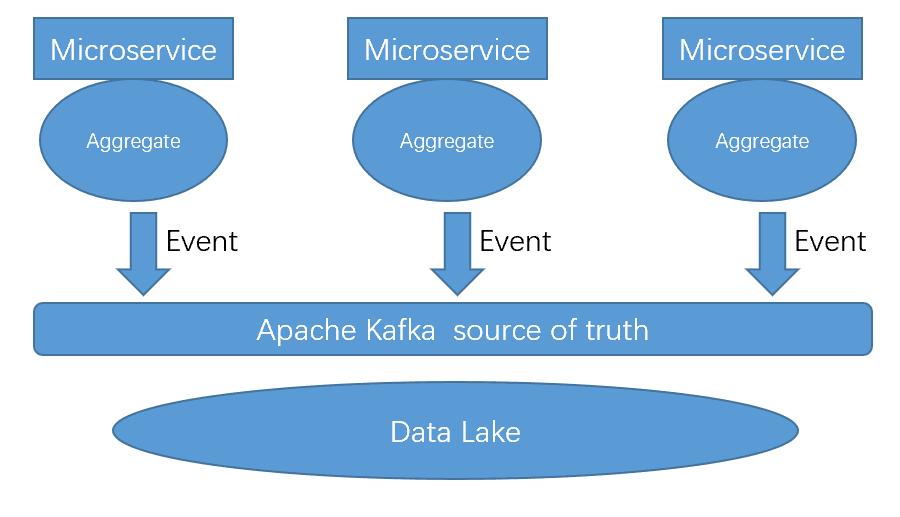 Microservice Microservice Microservice
Aggregate Aggregate Aggregate
Event Event Event
Apache Kafka  source of truth
Data Lake